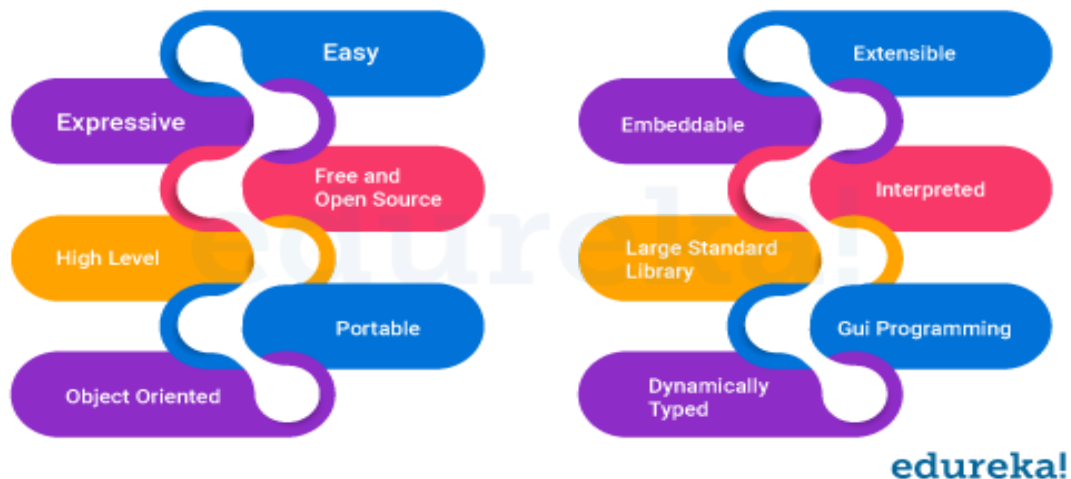 Easy
Expressive
Free and
Open Source
High Level
Portable
Object Oriented
Extensible
Embeddable
Interpreted
Large Standard
Library
Gui Programming
Dynamically
Typed
edureka!
edureka!